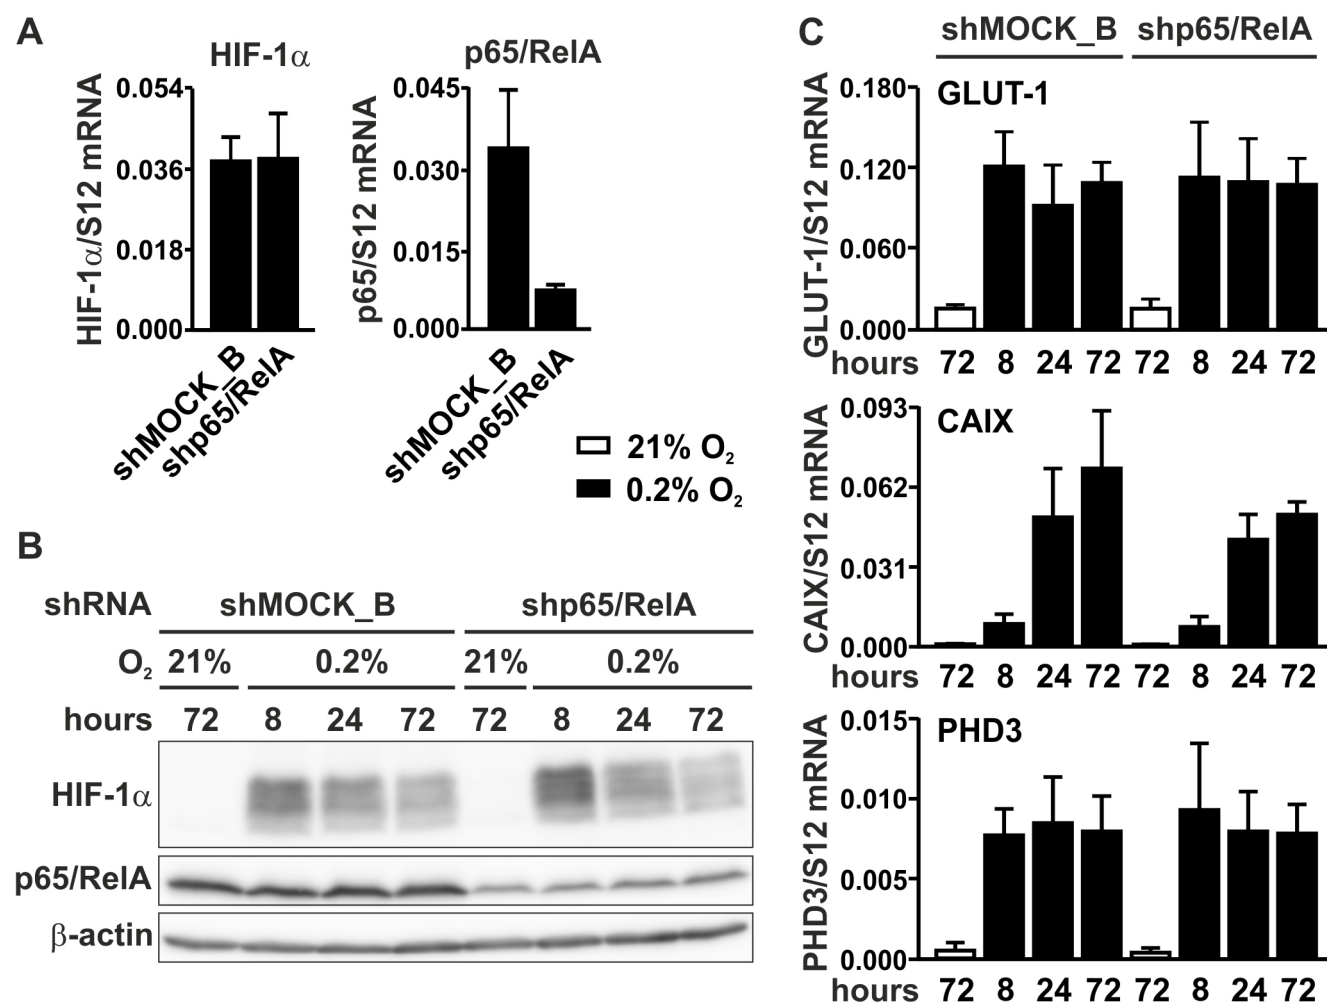 A
HIF-1α
HIF-1α/S12 mRNA
0.054
0.036
0.018
0.000
shMOCK_B
shp65/RelA
p65/RelA
p65/S12 mRNA
0.045
0.030
0.015
0.000
shMOCK_B
shp65/RelA
21% O₂
0.2% O₂
B
shRNA shMOCK_B shp65/RelA
O₂ 21% 0.2% 21% 0.2%
hours 72 8 24 72 72 8 24 72
HIF-1α
p65/RelA
β-actin
C
shMOCK_B shp65/RelA
GLUT-1
GLUT-1/S12 mRNA
0.180
0.120
0.060
0.000
hours 72 8 24 72 72 8 24 72
CAIX
CAIX/S12 mRNA
0.093
0.062
0.031
0.000
hours 72 8 24 72 72 8 24 72
PHD3
PHD3/S12 mRNA
0.015
0.010
0.005
0.000
hours 72 8 24 72 72 8 24 72